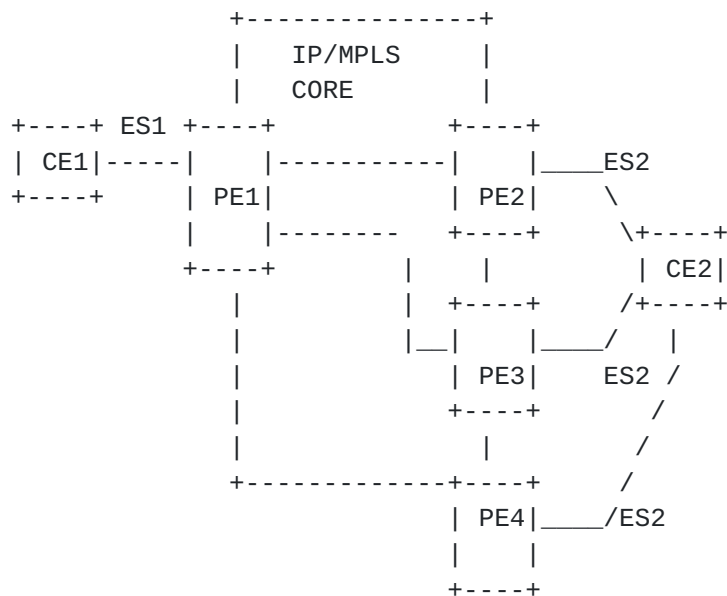 IP/MPLS
CORE
ES1
CE1 ES2
PE1 PE2
CE2
PE3 ES2
PE4 ES2